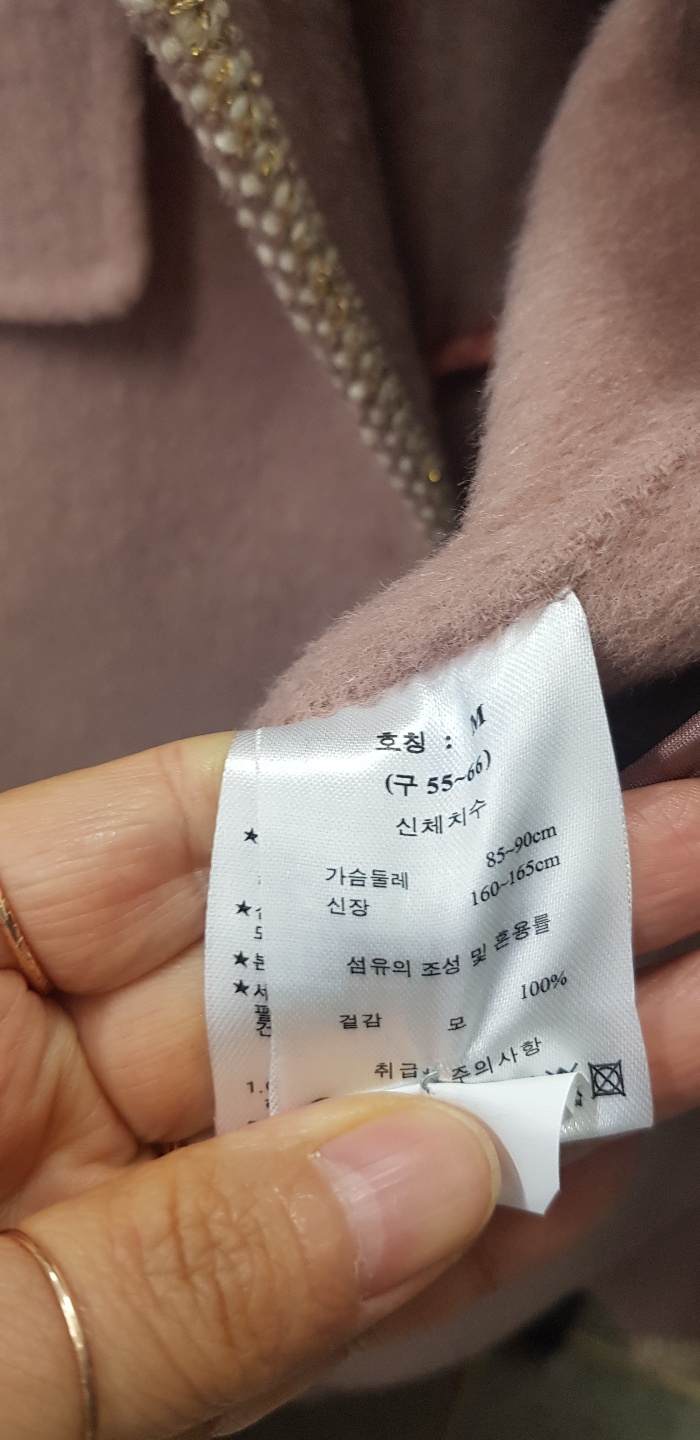 호칭 : M
(구 55~66)
신체치수
가슴둘레 85~90cm
신장 160~165cm
섬유의 조성 및 혼용률
겉감 모 100%
취급 주의사항